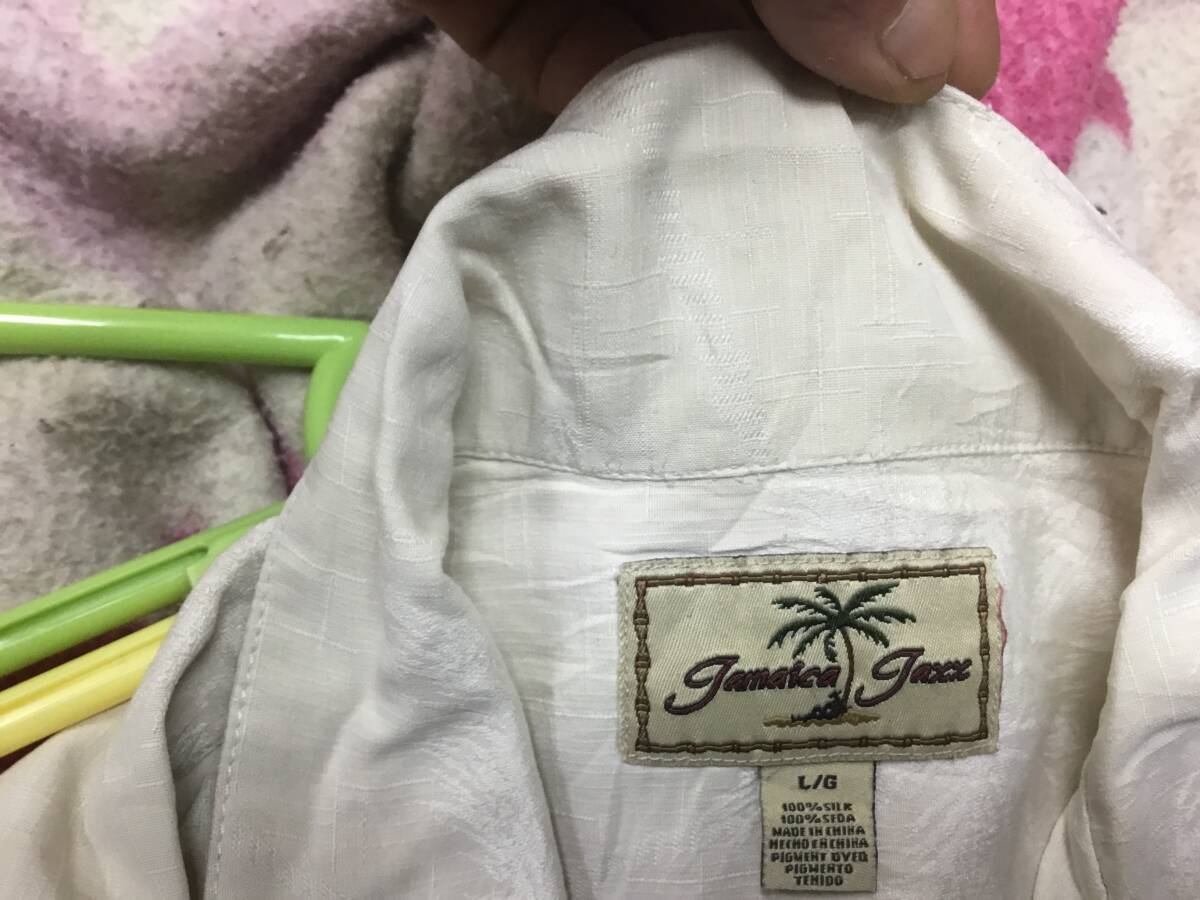 Jamaica Jaxx
L/G
100% SILK
100% SEDA
MADE IN CHINA
HECHO EN CHINA
PIGMENT DYED
PIGMENTO
TENIDO